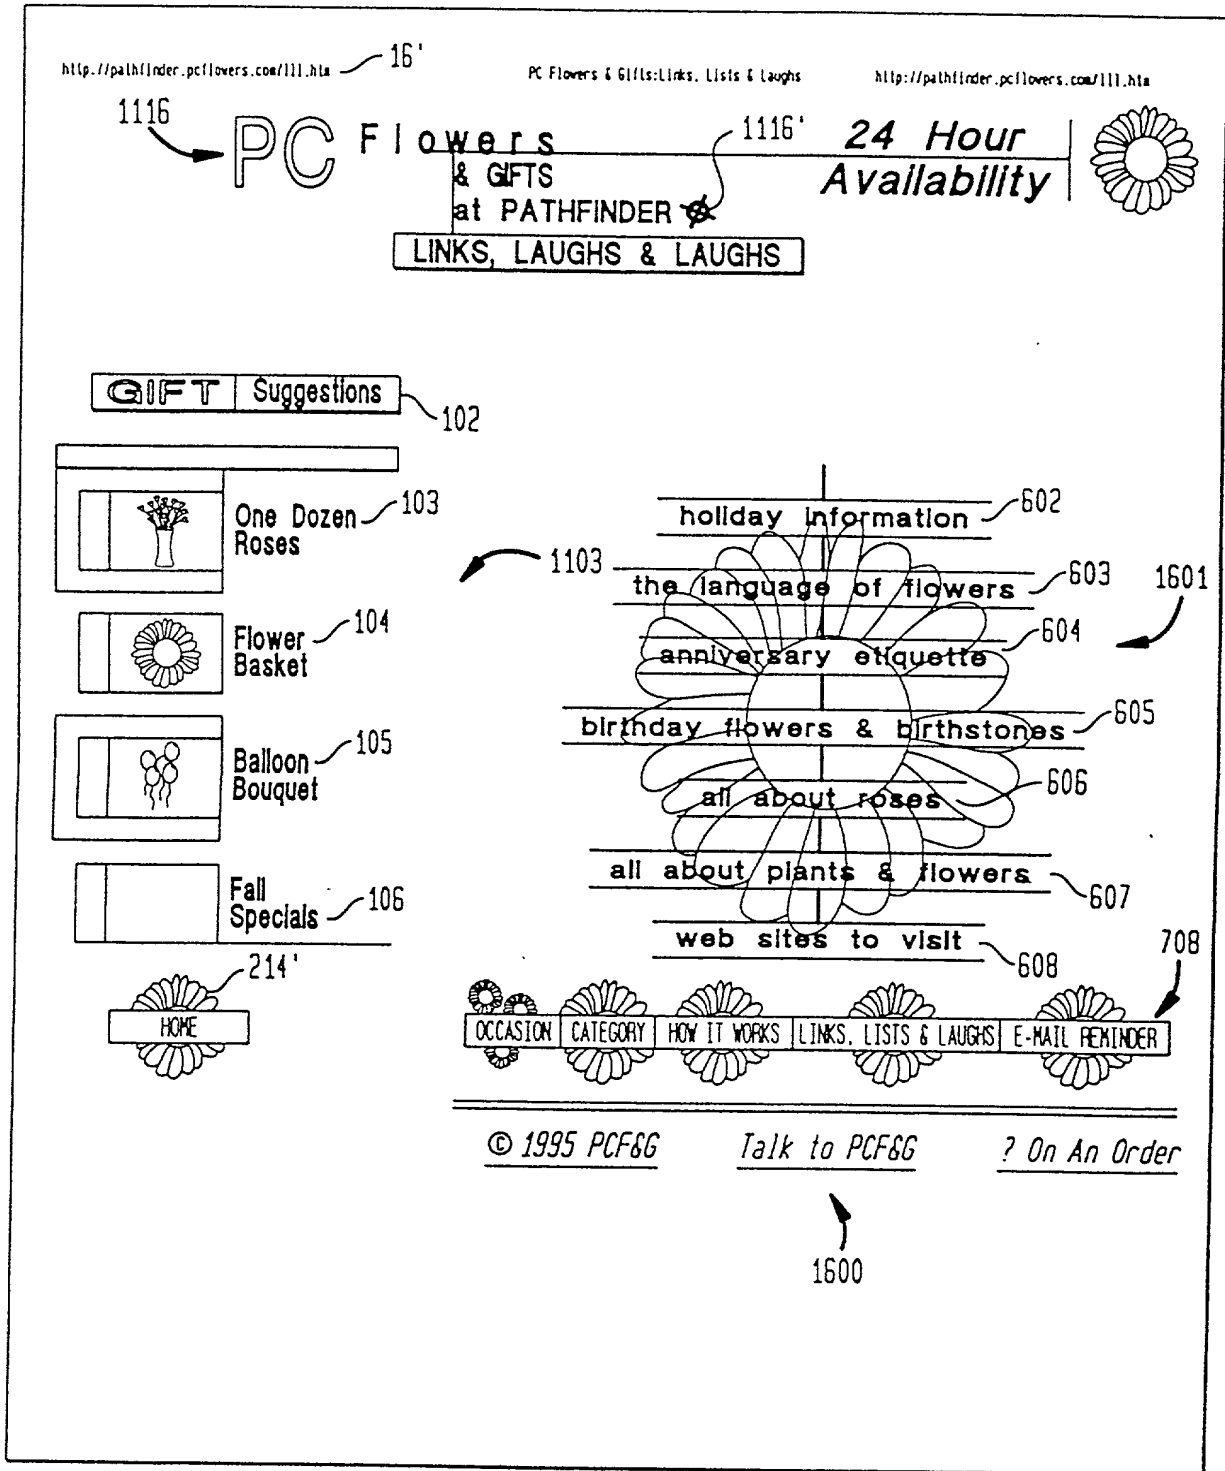 http.//pathfinder.pcflowers.com/lll.htm 16' PC Flowers & Gifts:Links, Lists & Laughs http://pathfinder.pcflowers.com/lll.htm
1116 PC Flowers 1116' 24 Hour
& GIFTS Availability
at PATHFINDER
LINKS, LAUGHS & LAUGHS
GIFT Suggestions
102
One Dozen 103
Roses
1103
Flower 104
Basket
Balloon 105
Bouquet
Fall
Specials 106
214'
HOME
holiday information 602
the language of flowers 603
1601
604
anniversary etiquette
birthday flowers & birthstones 605
606
all about roses
all about plants & flowers
607
web sites to visit
608
708
OCCASION CATEGORY HOW IT WORKS LINKS, LISTS & LAUGHS E-MAIL REMINDER
© 1995 PCF&G Talk to PCF&G ? On An Order
1600